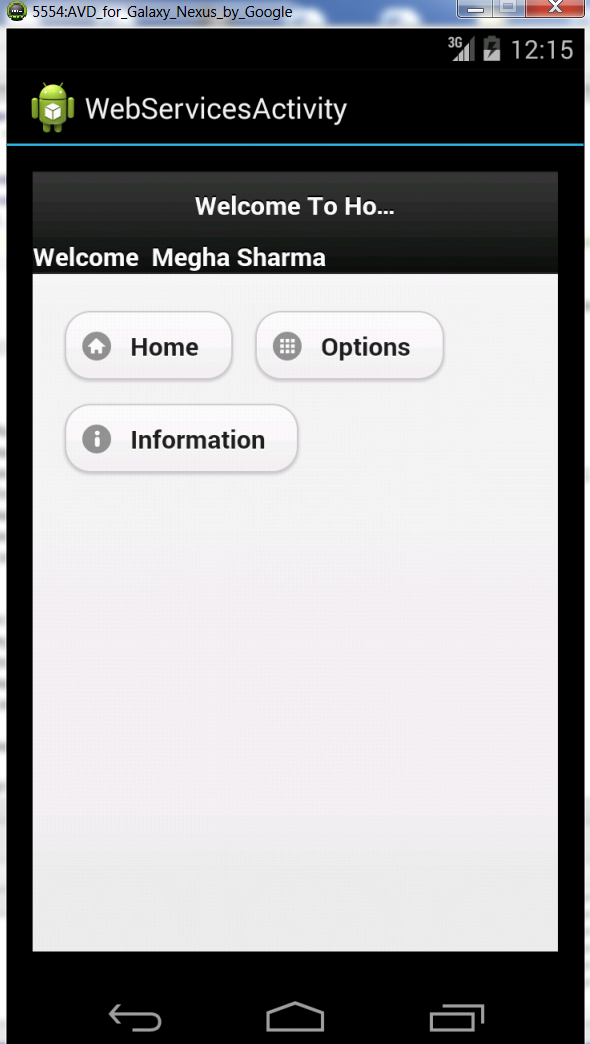 5554:AVD_for_Galaxy_Nexus_by_Google
3G 12:15
WebServicesActivity
Welcome To Ho...
Welcome Megha Sharma
Home Options
Information